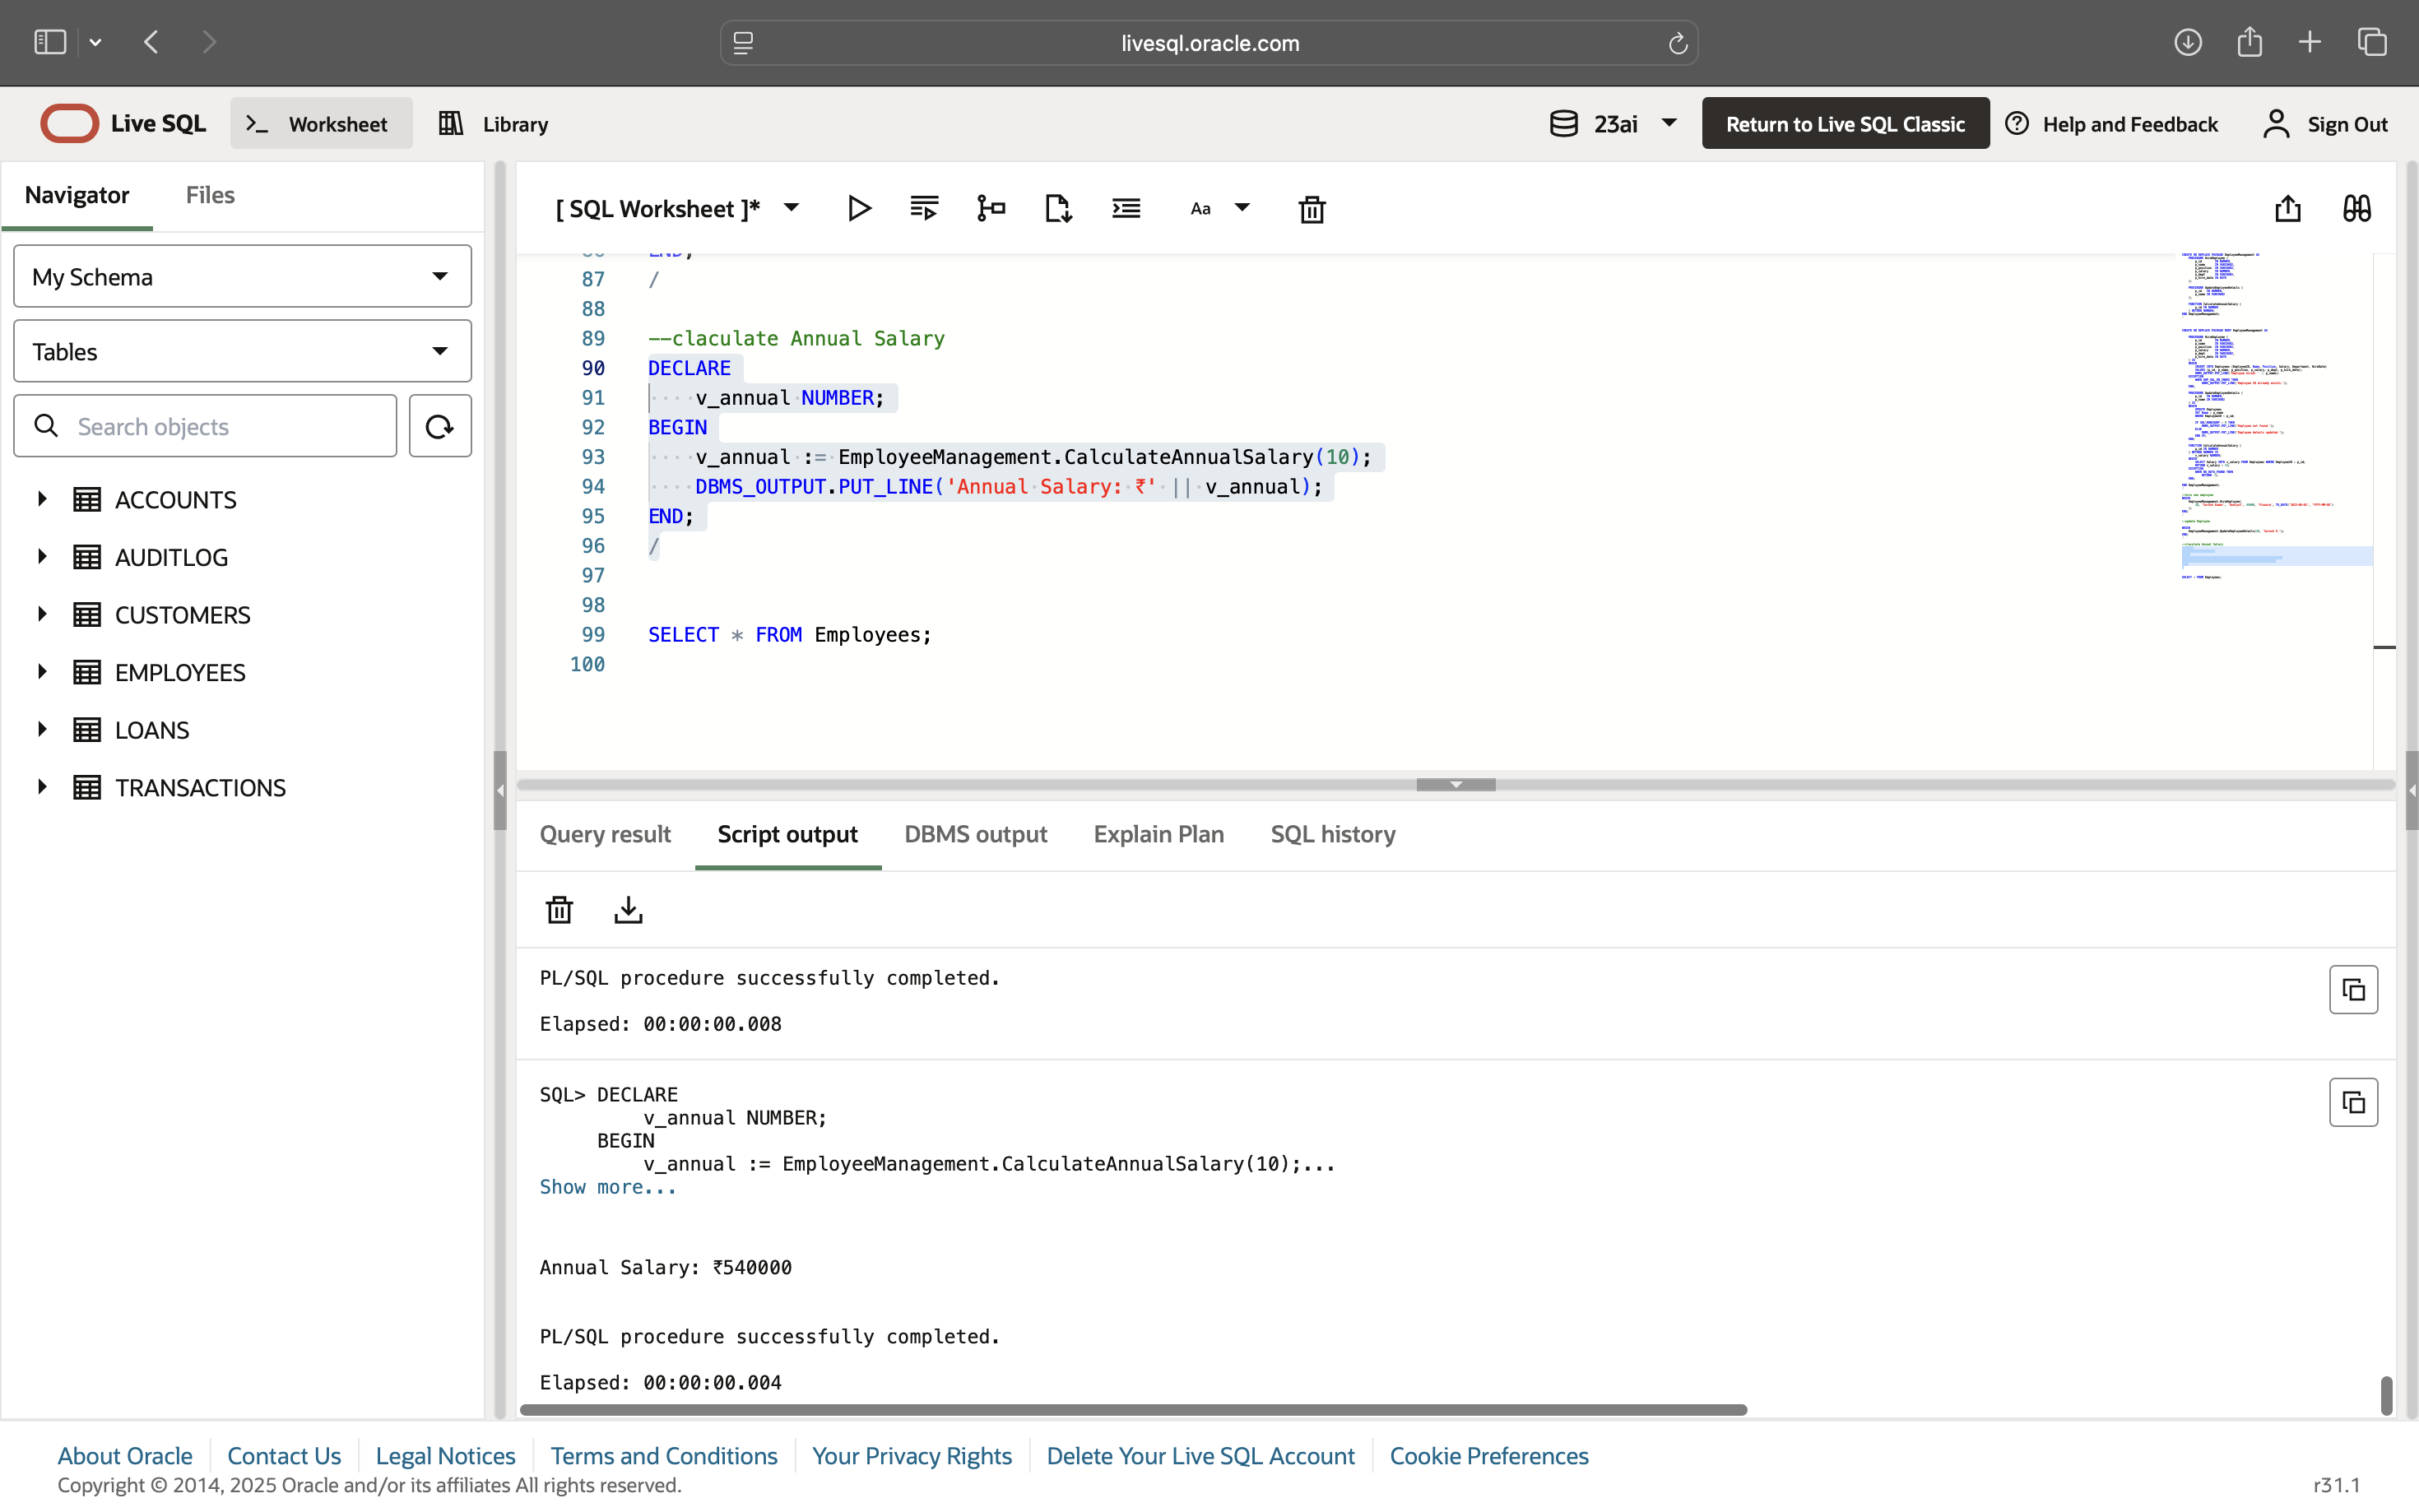 livesql.oracle.com
Live SQL
Worksheet
Library
23ai
Return to Live SQL Classic
Help and Feedback
Sign Out
Navigator
Files
My Schema
Tables
Search objects
ACCOUNTS
AUDITLOG
CUSTOMERS
EMPLOYEES
LOANS
TRANSACTIONS
[ SQL Worksheet ]*
Aa
87 /
88
89 --claculate Annual Salary
90 DECLARE
91 v_annual NUMBER;
92 BEGIN
93 v_annual := EmployeeManagement.CalculateAnnualSalary(10);
94 DBMS_OUTPUT.PUT_LINE('Annual Salary: ₹' || v_annual);
95 END;
96 /
97
98
99 SELECT * FROM Employees;
100
Query result
Script output
DBMS output
Explain Plan
SQL history
PL/SQL procedure successfully completed.
Elapsed: 00:00:00.008
SQL> DECLARE
v_annual NUMBER;
BEGIN
v_annual := EmployeeManagement.CalculateAnnualSalary(10);...
Show more...
Annual Salary: ₹540000
PL/SQL procedure successfully completed.
Elapsed: 00:00:00.004
About Oracle
Contact Us
Legal Notices
Terms and Conditions
Your Privacy Rights
Delete Your Live SQL Account
Cookie Preferences
Copyright © 2014, 2025 Oracle and/or its affiliates All rights reserved.
r31.1